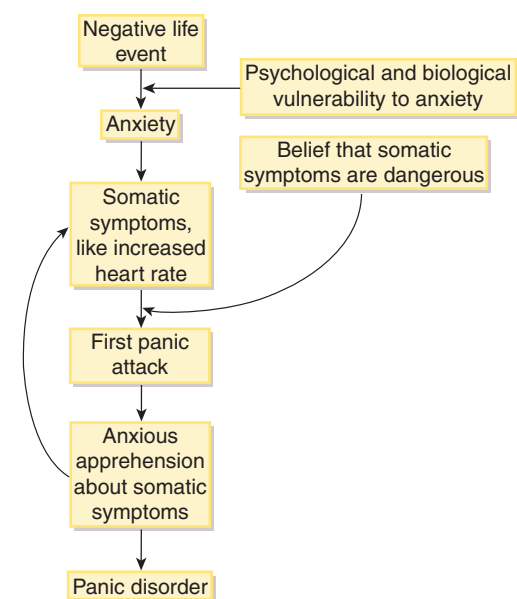 Negative life
event
Psychological and biological
vulnerability to anxiety
Anxiety
Belief that somatic
symptoms are dangerous
Somatic
symptoms,
like increased
heart rate
First panic
attack
Anxious
apprehension
about somatic
symptoms
Panic disorder